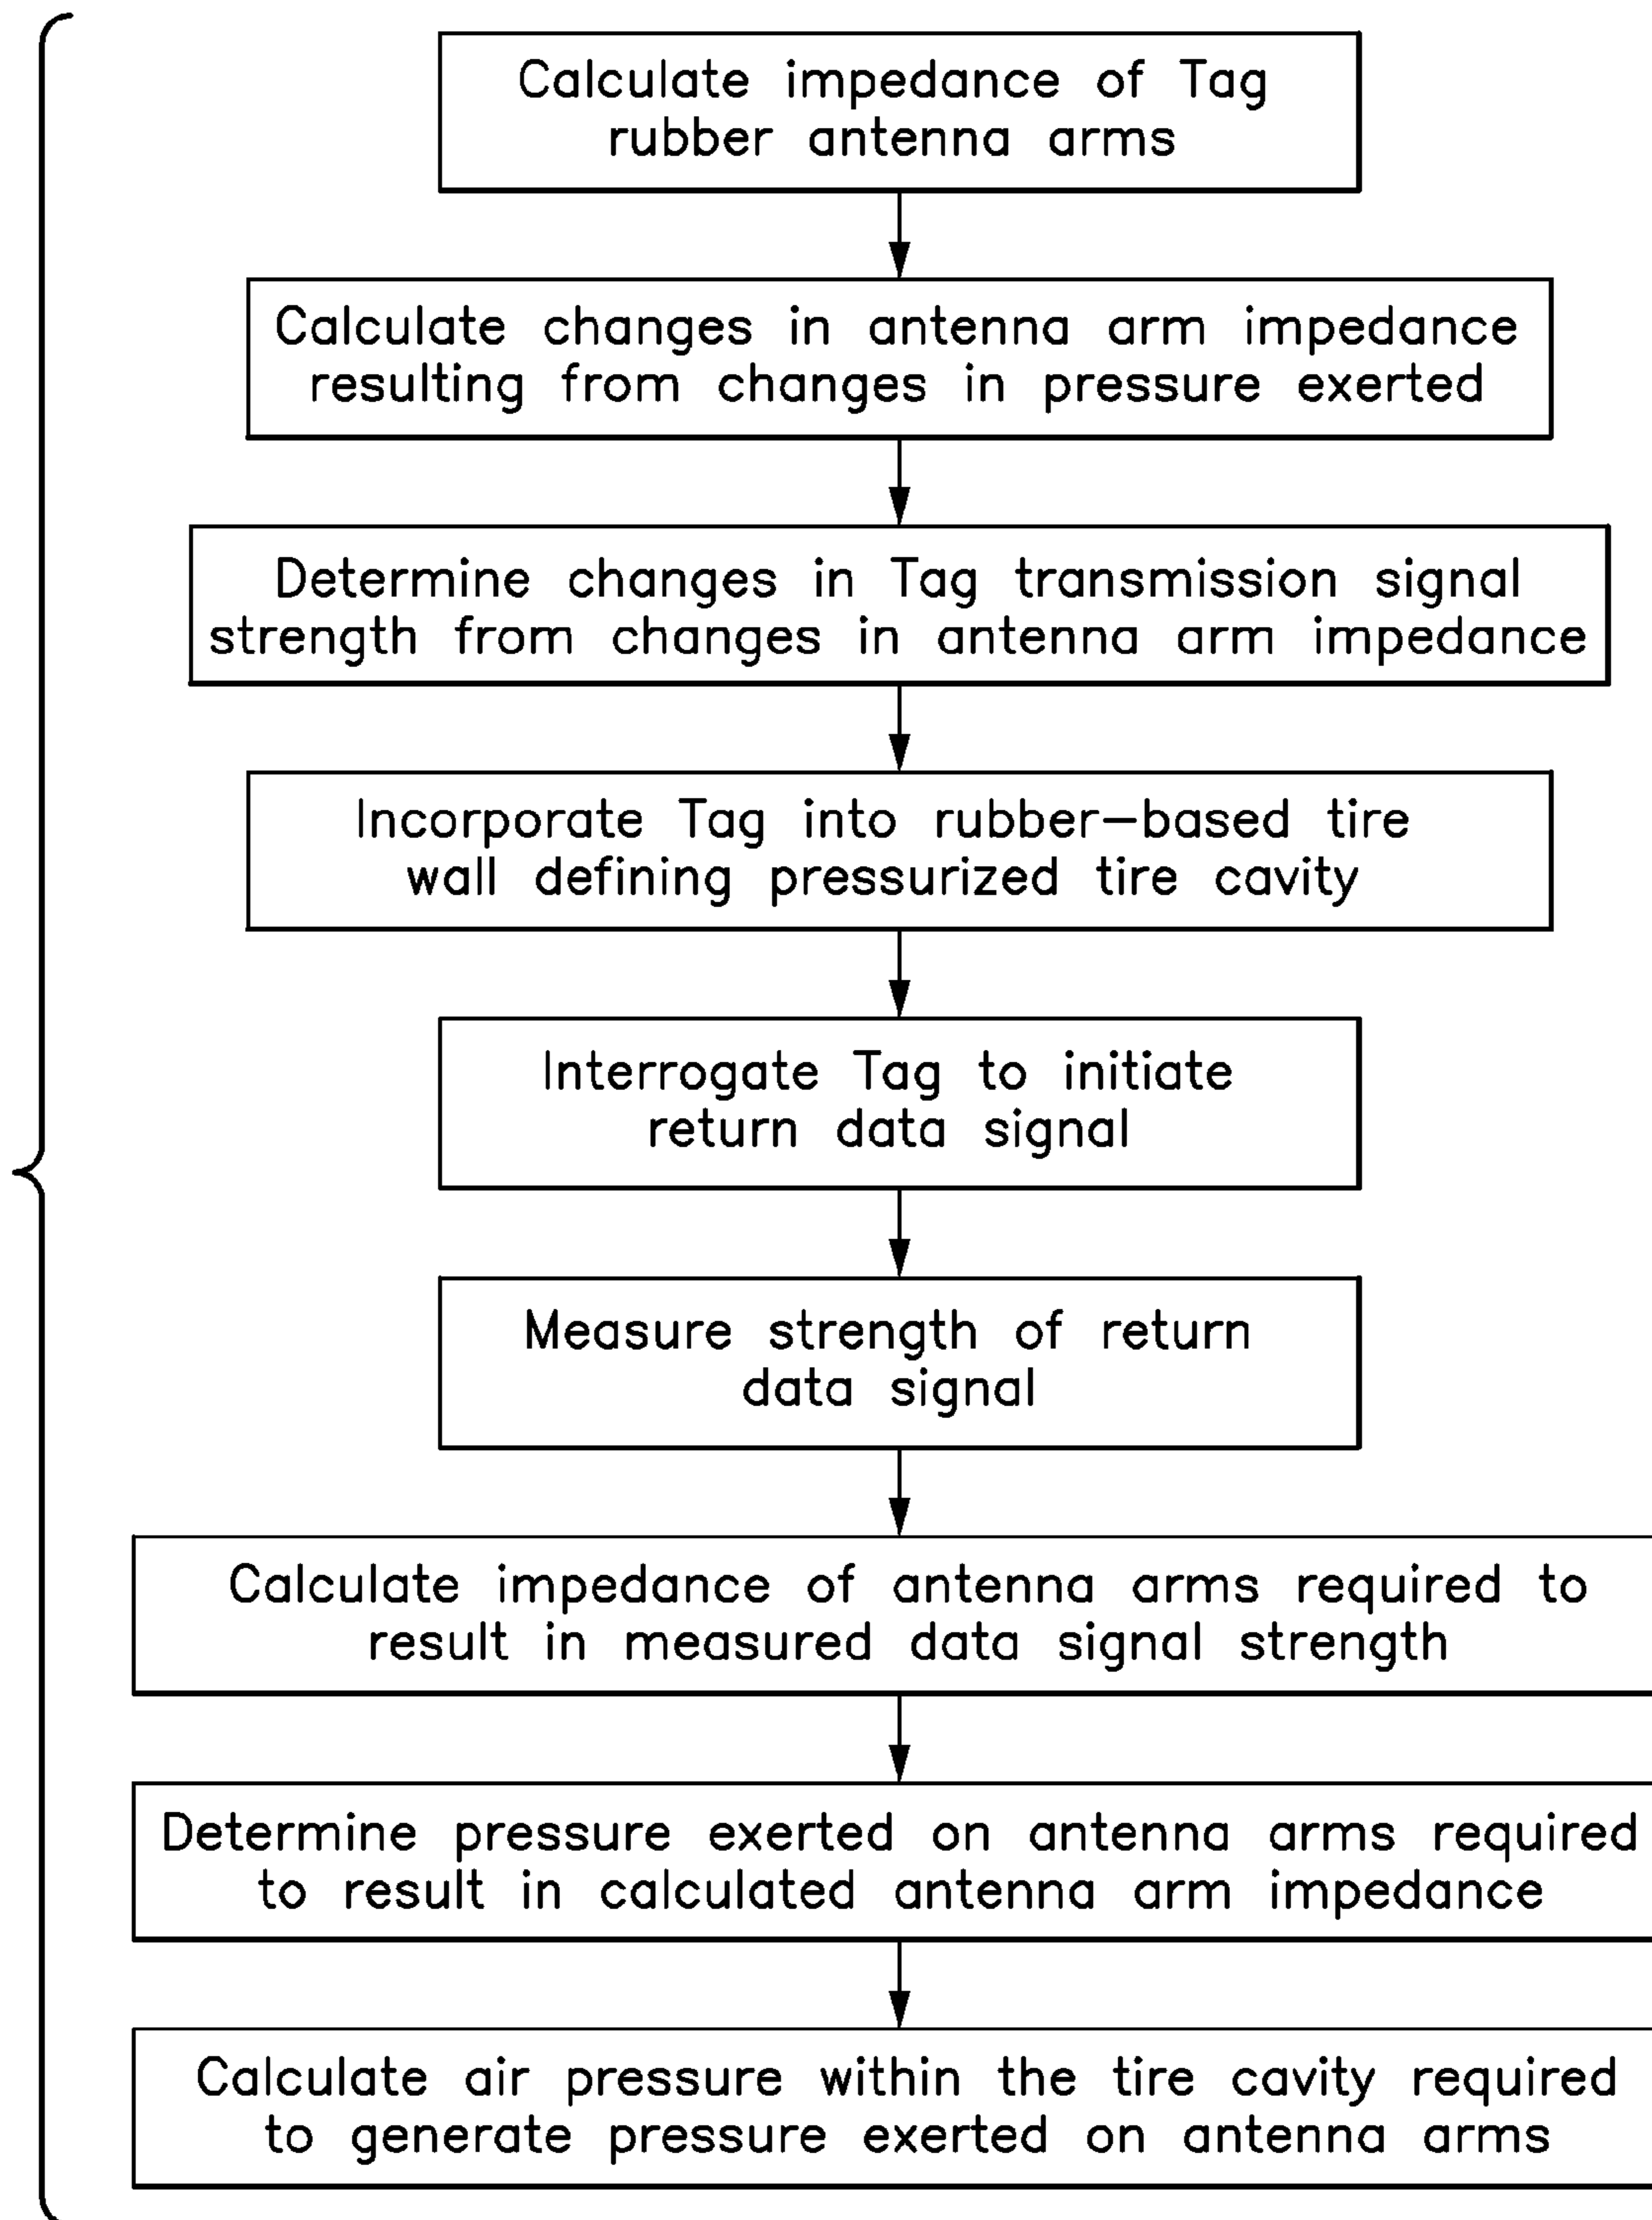 Calculate impedance of Tag
rubber antenna arms
Calculate changes in antenna arm impedance
resulting from changes in pressure exerted
Determine changes in Tag transmission signal
strength from changes in antenna arm impedance
Incorporate Tag into rubber-based tire
wall defining pressurized tire cavity
Interrogate Tag to initiate
return data signal
Measure strength of return
data signal
Calculate impedance of antenna arms required to
result in measured data signal strength
Determine pressure exerted on antenna arms required
to result in calculated antenna arm impedance
Calculate air pressure within the tire cavity required
to generate pressure exerted on antenna arms